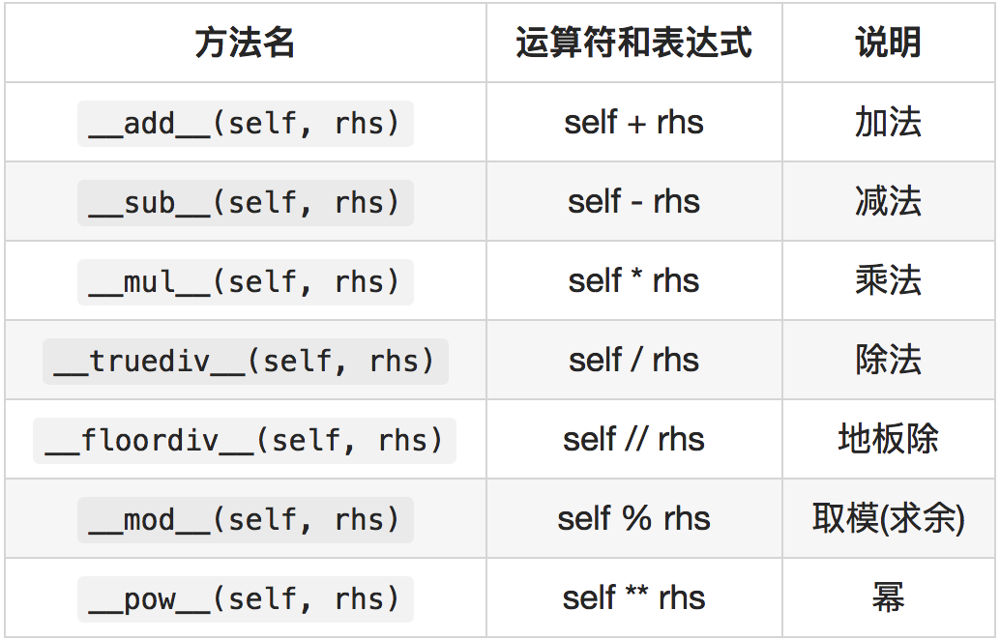 方法名 运算符和表达式 说明
__add__(self, rhs) self + rhs 加法
__sub__(self, rhs) self - rhs 减法
__mul__(self, rhs) self * rhs 乘法
__truediv__(self, rhs) self / rhs 除法
__floordiv__(self, rhs) self // rhs 地板除
__mod__(self, rhs) self % rhs 取模(求余)
__pow__(self, rhs) self ** rhs 幂